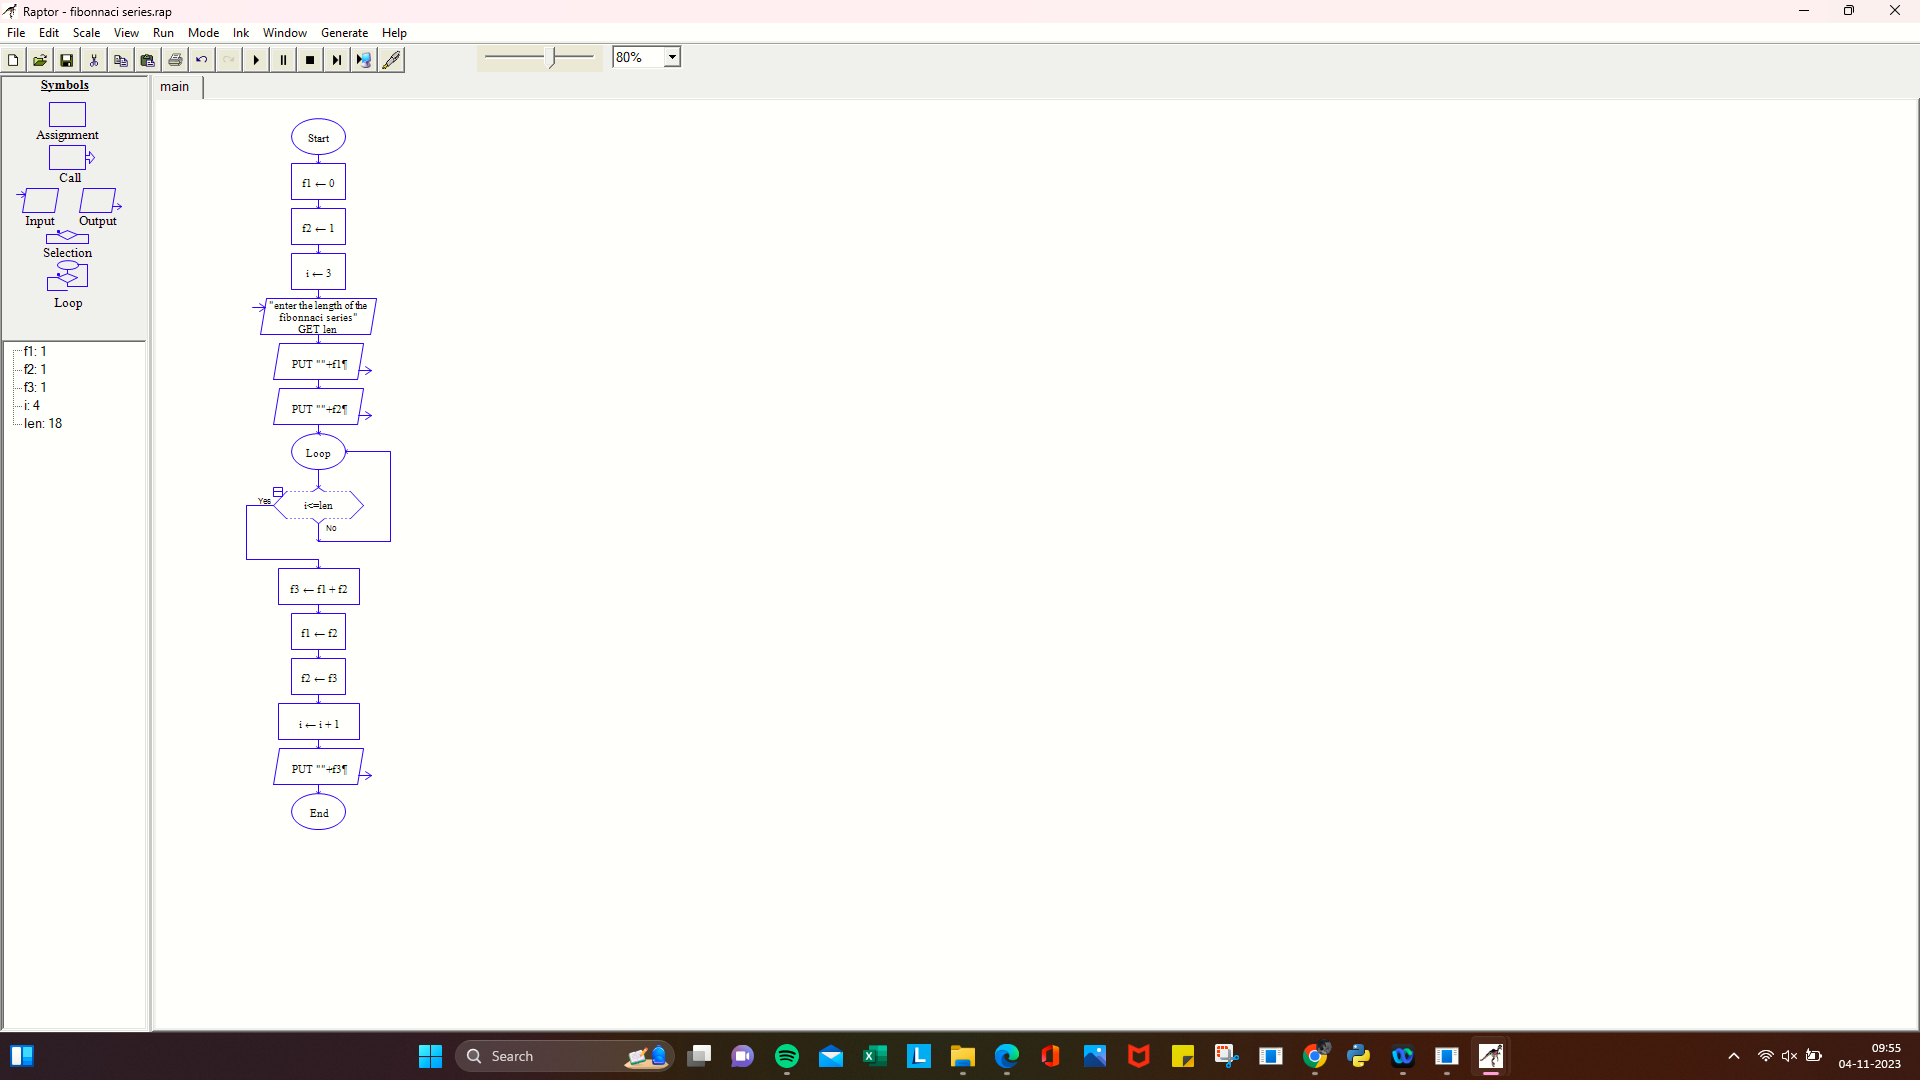 Raptor - fibonnaci series.rap
File Edit Scale View Run Mode Ink Window Generate Help
80%
Symbols
Assignment
Call
Input Output
Selection
Loop
f1: 1
f2: 1
f3: 1
i: 4
len: 18
main
Start
f1 ← 0
f2 ← 1
i ← 3
"enter the length of the
fibonnaci series"
GET len
PUT ""+f1¶
PUT ""+f2¶
Loop
Yes
i<=len
No
f3 ← f1 + f2
f1 ← f2
f2 ← f3
i ← i + 1
PUT ""+f3¶
End
Search
09:55
04-11-2023